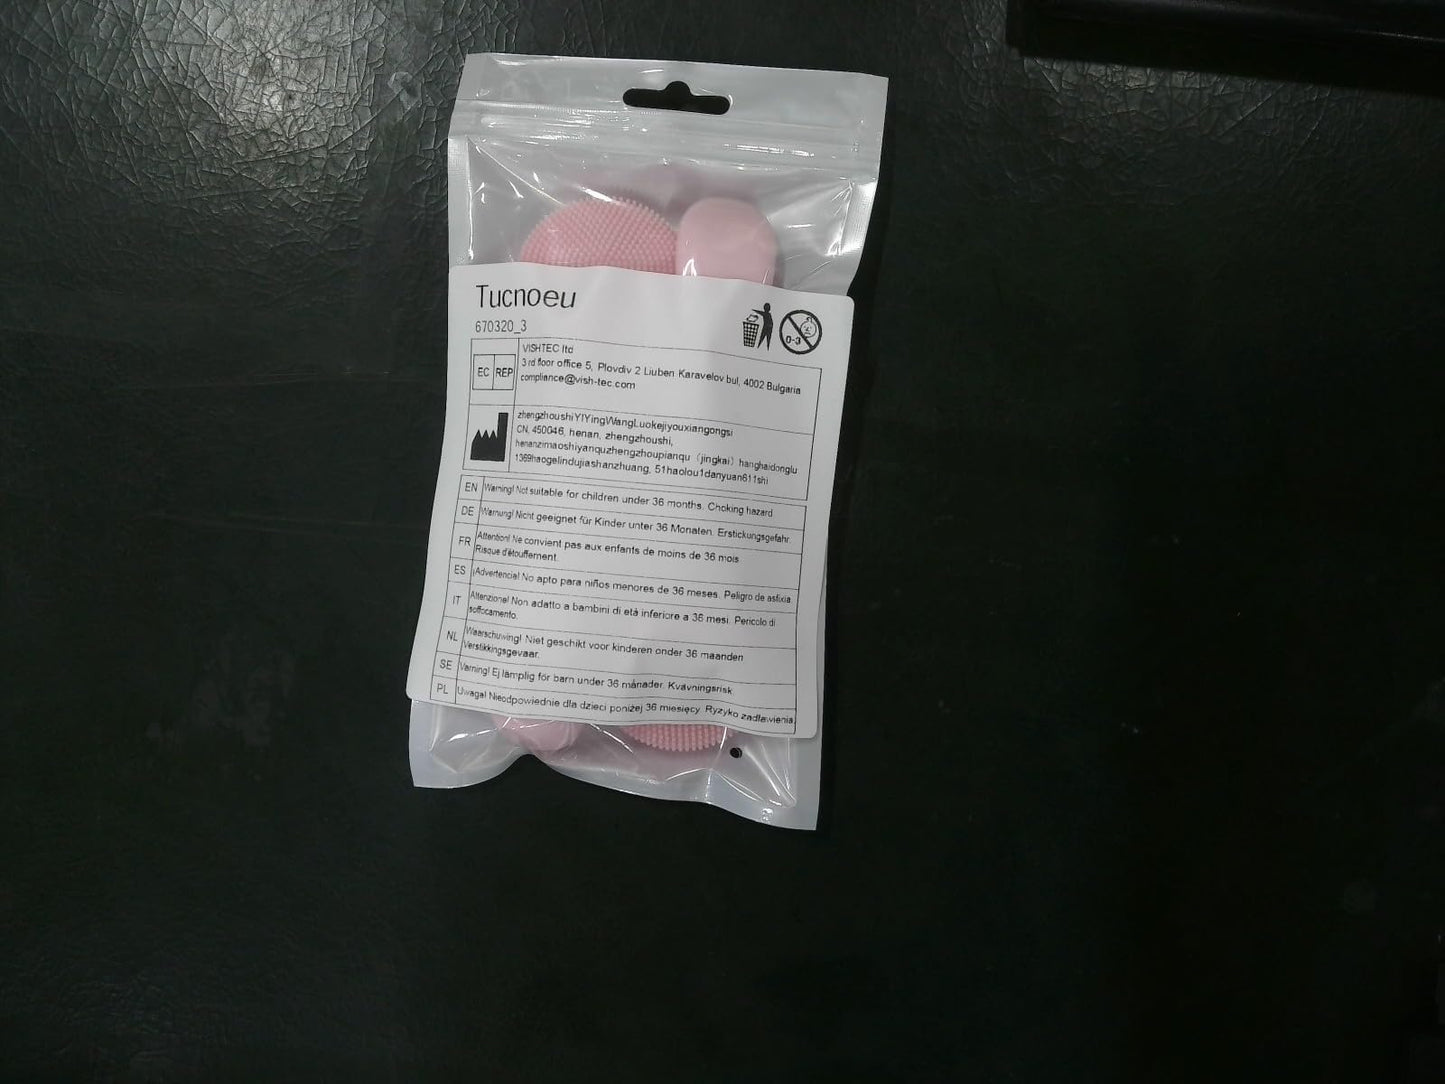 Tucnoeu
670320_3
0-3
EC REP
VISHTEC ltd
3 rd floor office 5, Plovdiv 2 Liuben Karavelov bul, 4002 Bulgaria
compliance@vish-tec.com
zhengzhoushiYIYingWangLuokejiyouxiangongsi
CN, 450046, henan, zhengzhoushi,
henanzimaoshiyanquzhengzhoupianqu（jingkai）hanghaidonglu
1369haogelindujiashanzhuang, 51haolou1danyuan611shi
EN Warning! Not suitable for children under 36 months. Choking hazard
DE Warnung! Nicht geeignet für Kinder unter 36 Monaten. Erstickungsgefahr.
FR Attention! Ne convient pas aux enfants de moins de 36 mois
Risque d'étouffement.
ES ¡Advertencia! No apto para niños menores de 36 meses. Peligro de asfixia
IT Attenzione! Non adatto a bambini di età inferiore a 36 mesi. Pericolo di
soffocamento.
NL Waarschuwing! Niet geschikt voor kinderen onder 36 maanden
Verstikkingsgevaar.
SE Varning! Ej lämplig för barn under 36 månader. Kvävningsrisk
PL Uwaga! Nieodpowiednie dla dzieci poniżej 36 miesięcy. Ryzyko zadławienia.